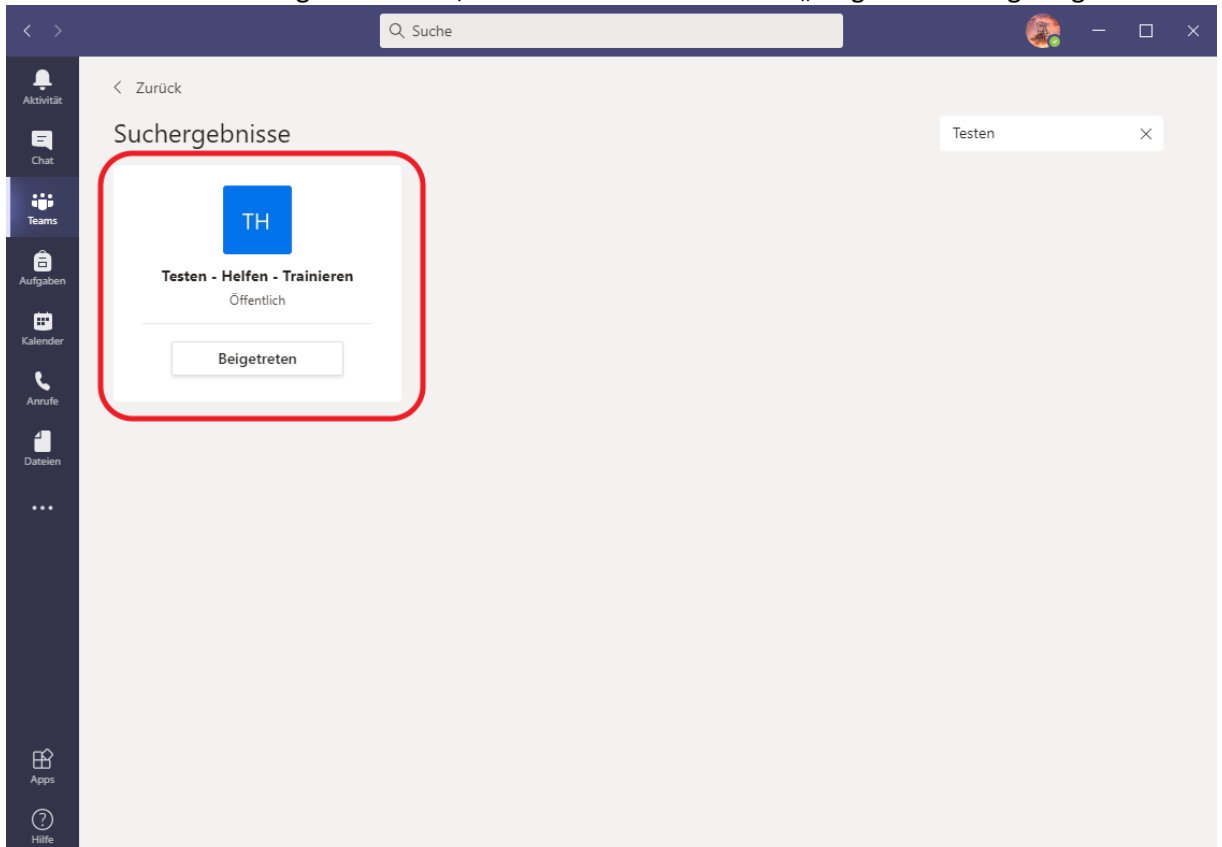 Suche
Aktivität
Chat
Teams
Aufgaben
Kalender
Anrufe
Dateien
Apps
Hilfe
Zurück
Suchergebnisse
Testen
TH
Testen - Helfen - Trainieren
Öffentlich
Beigetreten